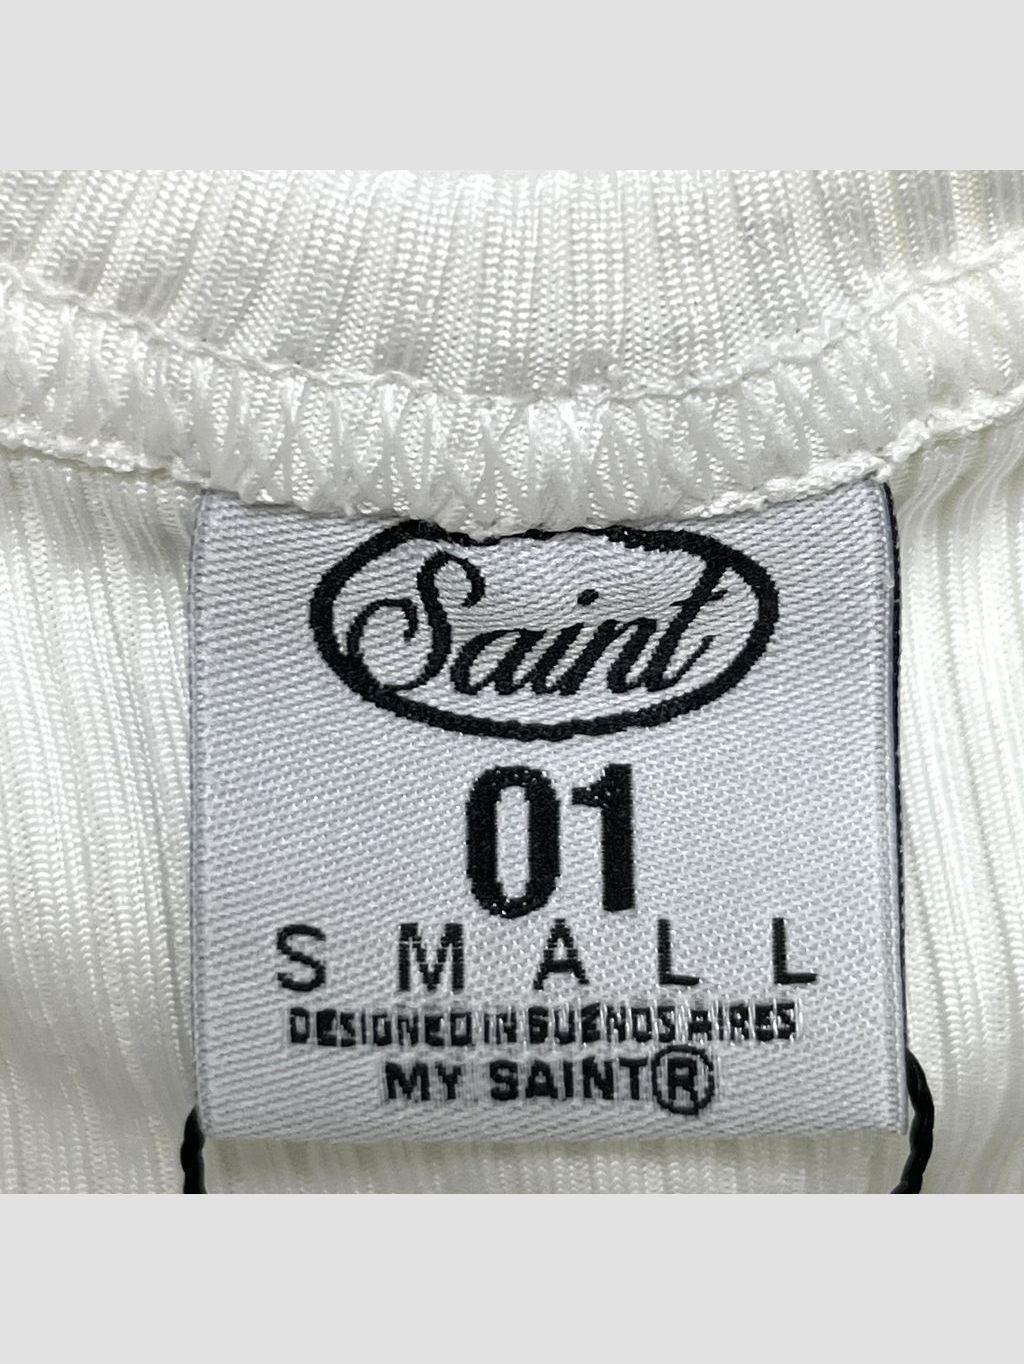 Saint
01
SMALL
DESIGNED IN BUENOS AIRES
MY SAINT®